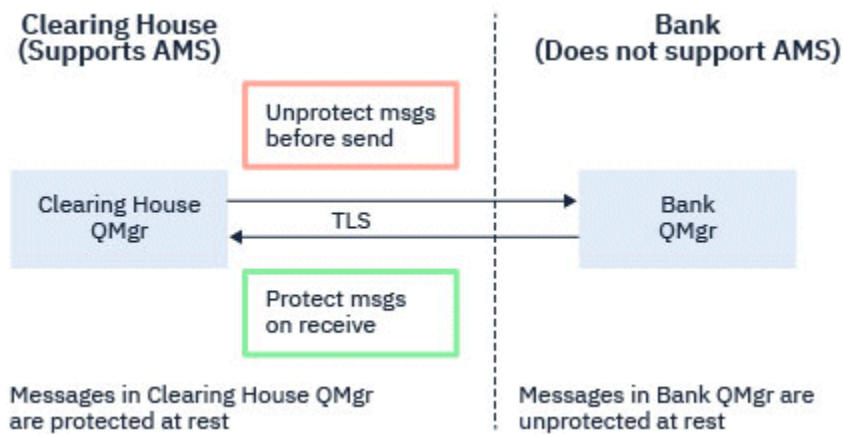 Clearing House
(Supports AMS)
Bank
(Does not support AMS)
Unprotect msgs
before send
Clearing House
QMgr
TLS
Bank
QMgr
Protect msgs
on receive
Messages in Clearing House QMgr
are protected at rest
Messages in Bank QMgr are
unprotected at rest